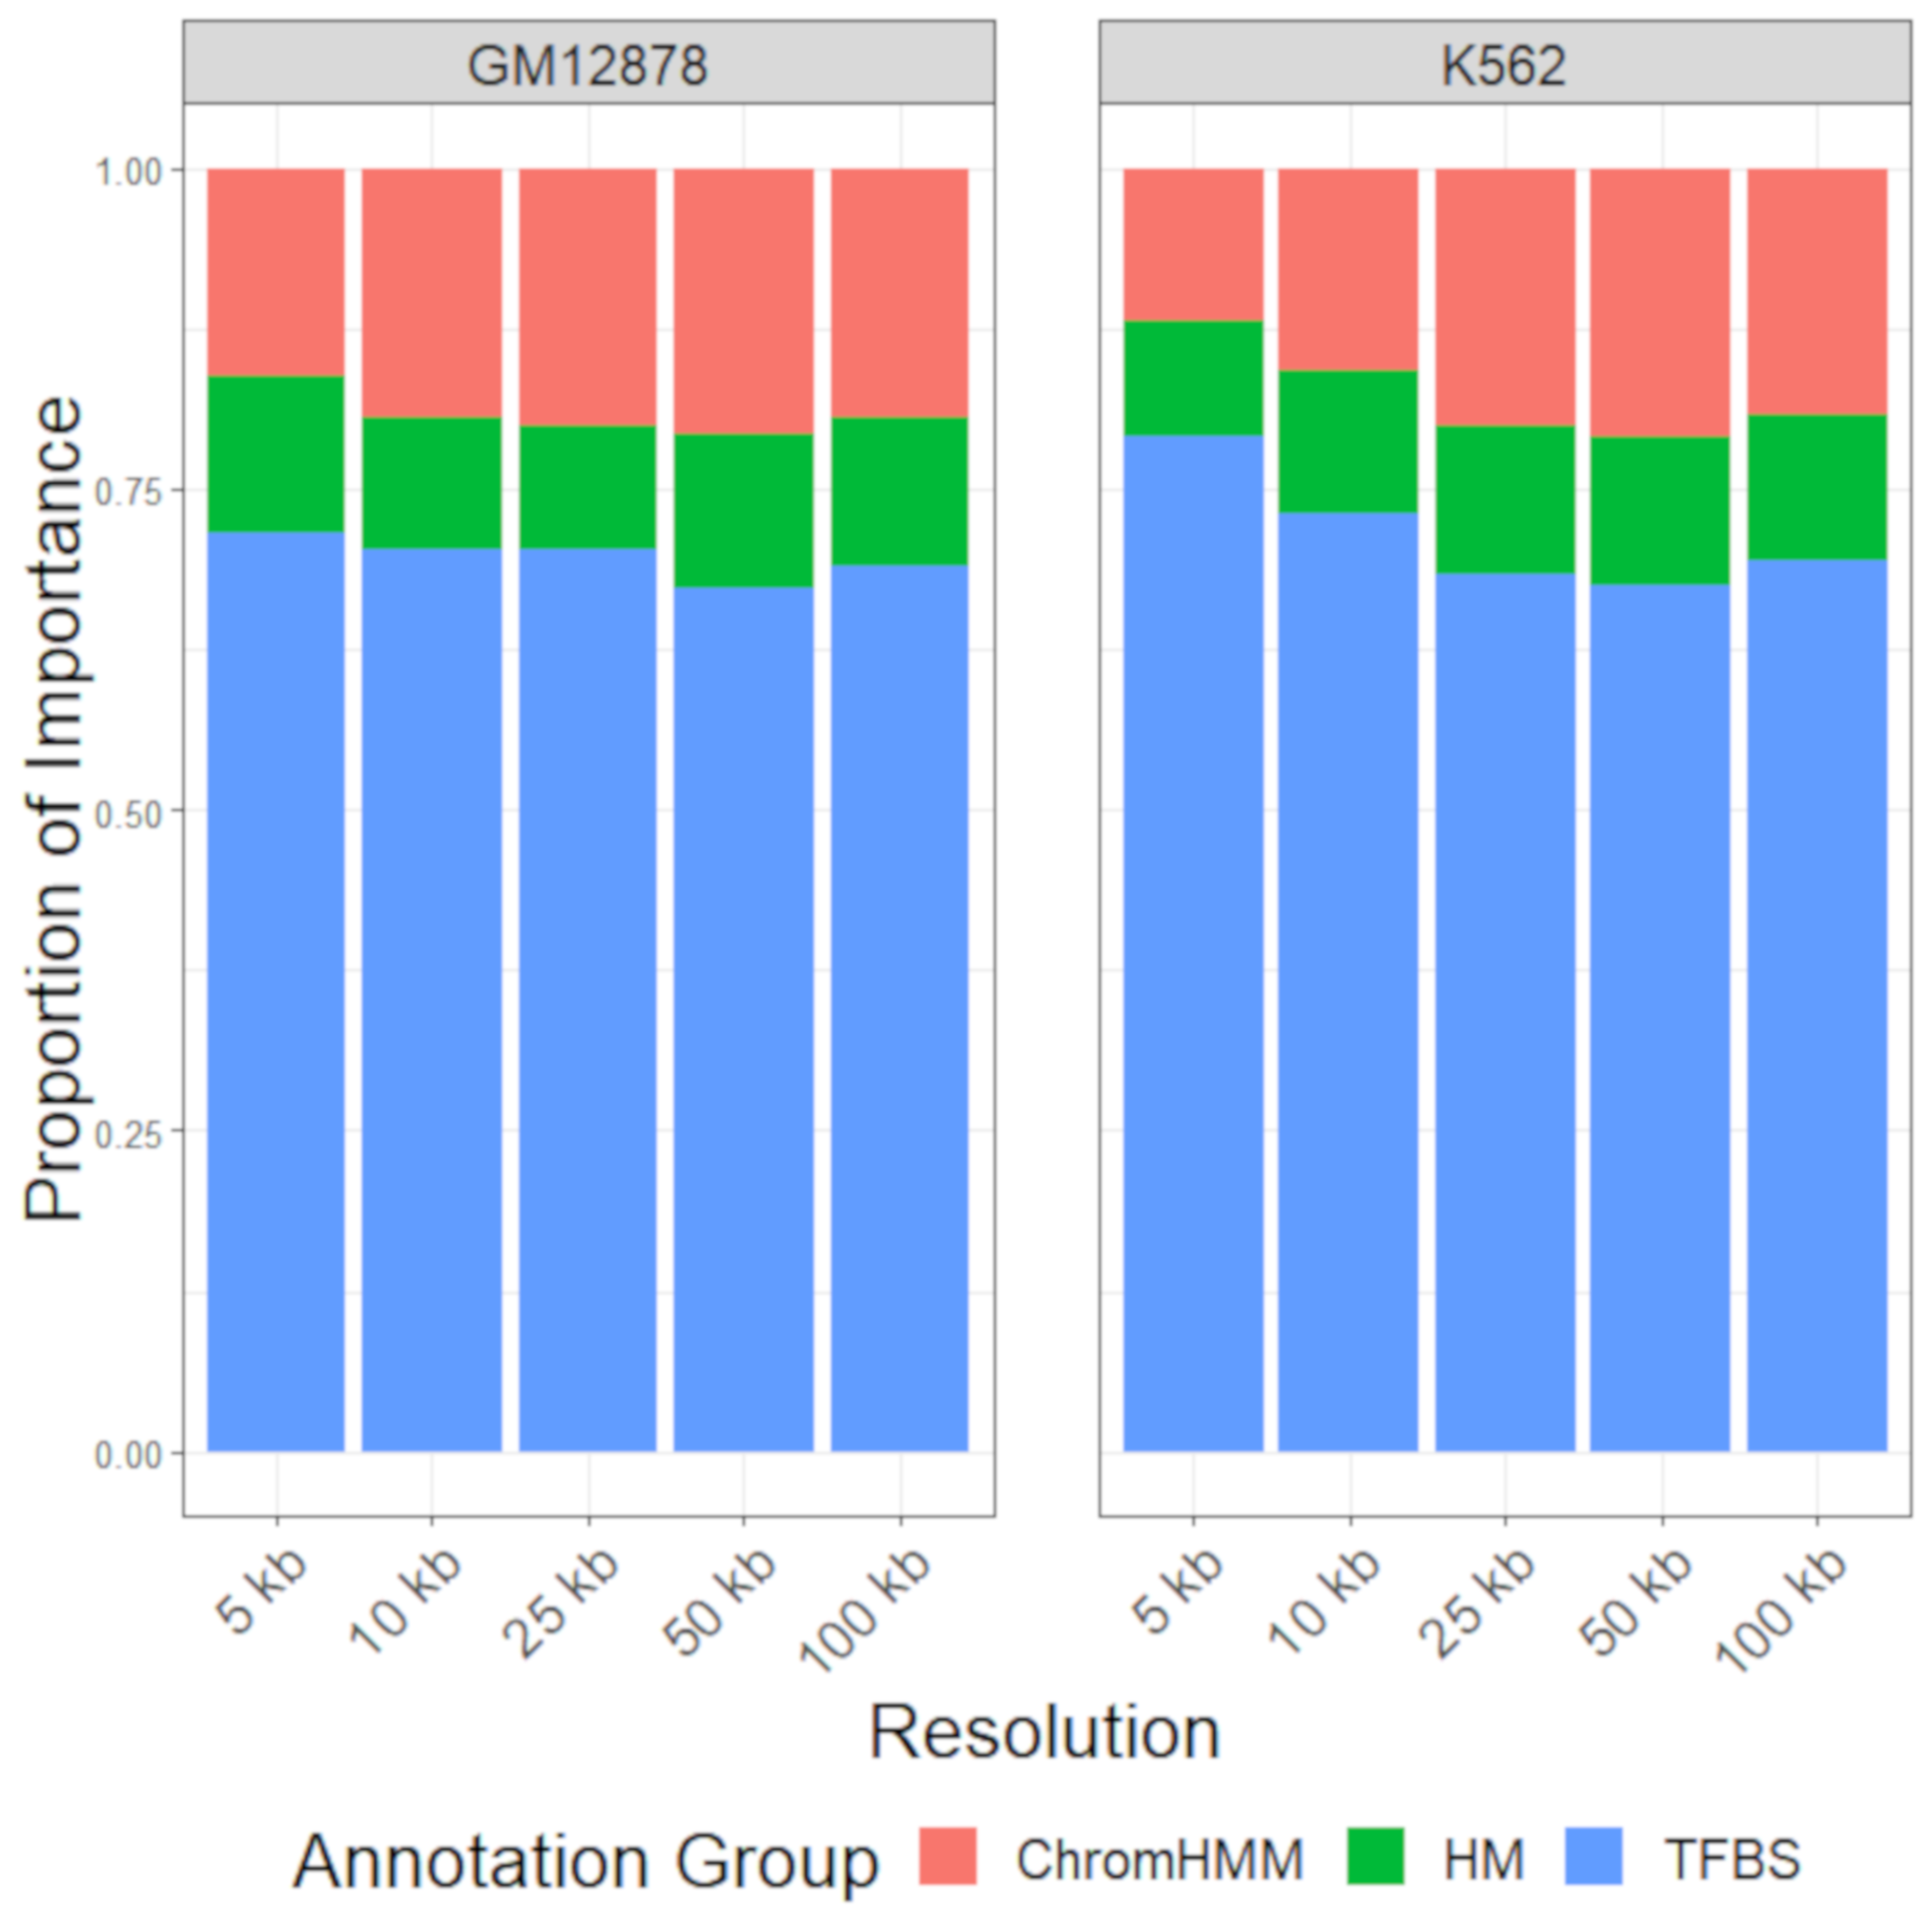 GM12878
K562
Proportion of Importance
1.00
0.75
0.50
0.25
0.00
5 kb
10 kb
25 kb
50 kb
100 kb
5 kb
10 kb
25 kb
50 kb
100 kb
Resolution
Annotation Group ChromHMM HM TFBS